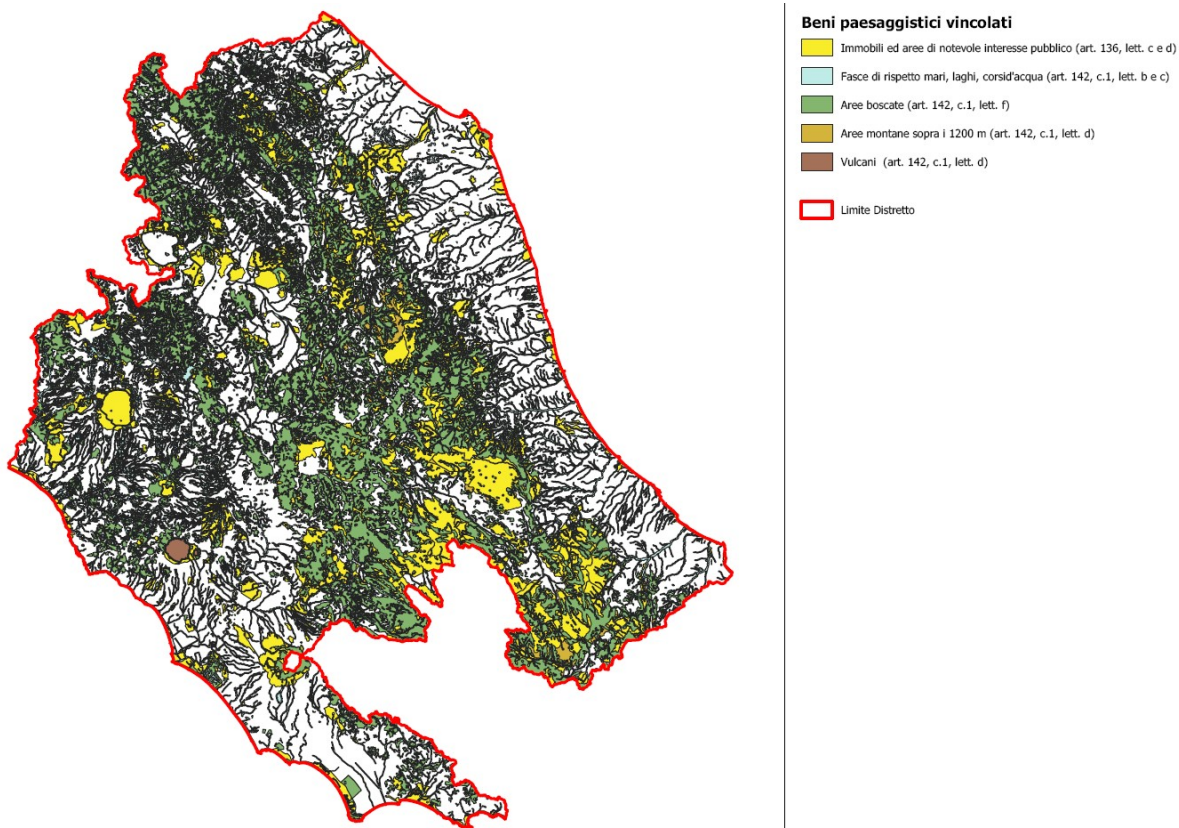 Beni paesaggistici vincolati
Immobili ed aree di notevole interesse pubblico (art. 136, lett. c e d)
Fasce di rispetto mari, laghi, corsid'acqua (art. 142, c.1, lett. b e c)
Aree boscate (art. 142, c.1, lett. f)
Aree montane sopra i 1200 m (art. 142, c.1, lett. d)
Vulcani (art. 142, c.1, lett. d)
Limite Distretto